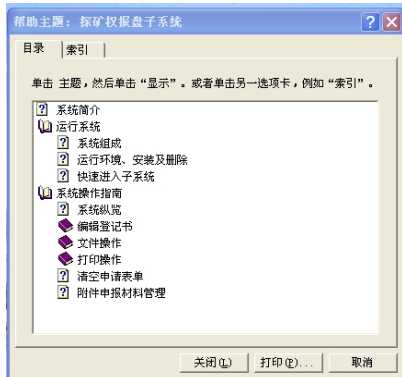 帮助主题: 探矿权报盘子系统
目录 索引
单击 主题，然后单击“显示”。或者单击另一选项卡，例如“索引”。
系统简介
运行系统
系统组成
运行环境、安装及删除
快速进入子系统
系统操作指南
系统纵览
编辑登记书
文件操作
打印操作
清空申请表单
附件申报材料管理
关闭(L) 打印(P)... 取消